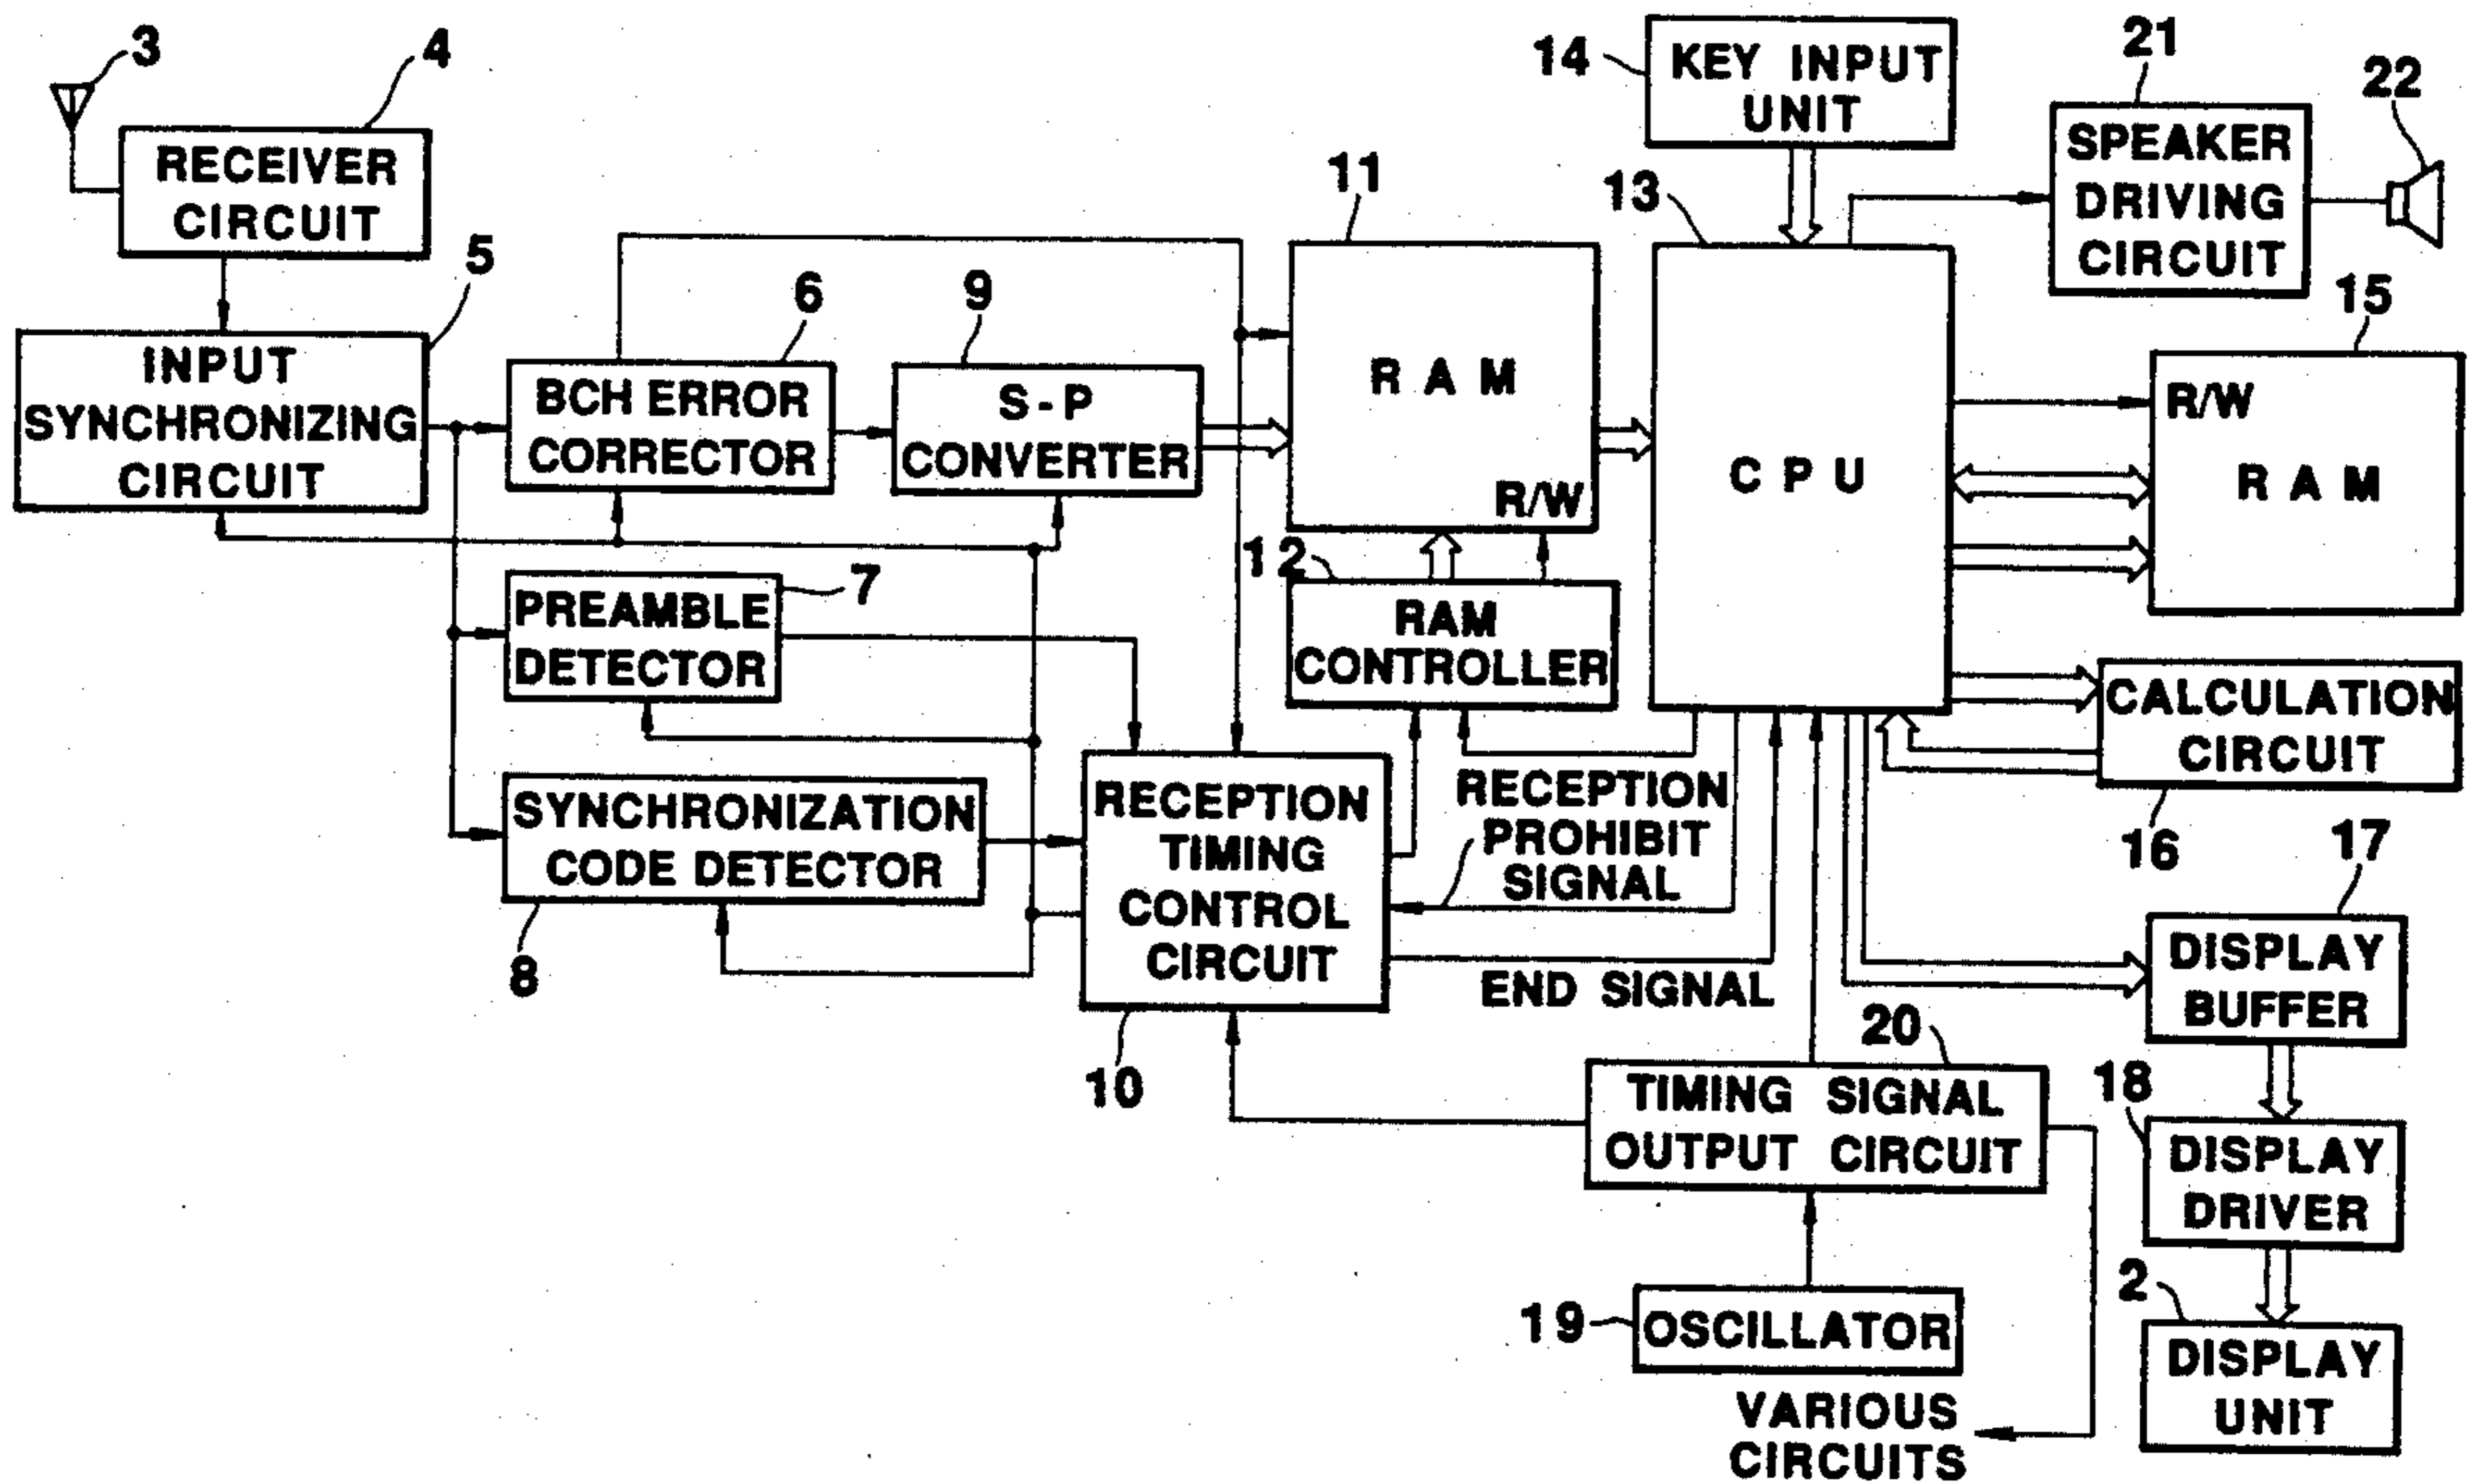 3
4
RECEIVER
CIRCUIT
5
INPUT
SYNCHRONIZING
CIRCUIT
6
BCH ERROR
CORRECTOR
9
S-P
CONVERTER
7
PREAMBLE
DETECTOR
SYNCHRONIZATION
CODE DETECTOR
8
11
RAM
R/W
12
RAM
CONTROLLER
RECEPTION
TIMING
CONTROL
CIRCUIT
10
RECEPTION
PROHIBIT
SIGNAL
END SIGNAL
14
KEY INPUT
UNIT
13
CPU
21
SPEAKER
DRIVING
CIRCUIT
22
15
R/W
RAM
CALCULATION
CIRCUIT
16
17
DISPLAY
BUFFER
18
DISPLAY
DRIVER
2
DISPLAY
UNIT
20
TIMING SIGNAL
OUTPUT CIRCUIT
19
OSCILLATOR
VARIOUS
CIRCUITS